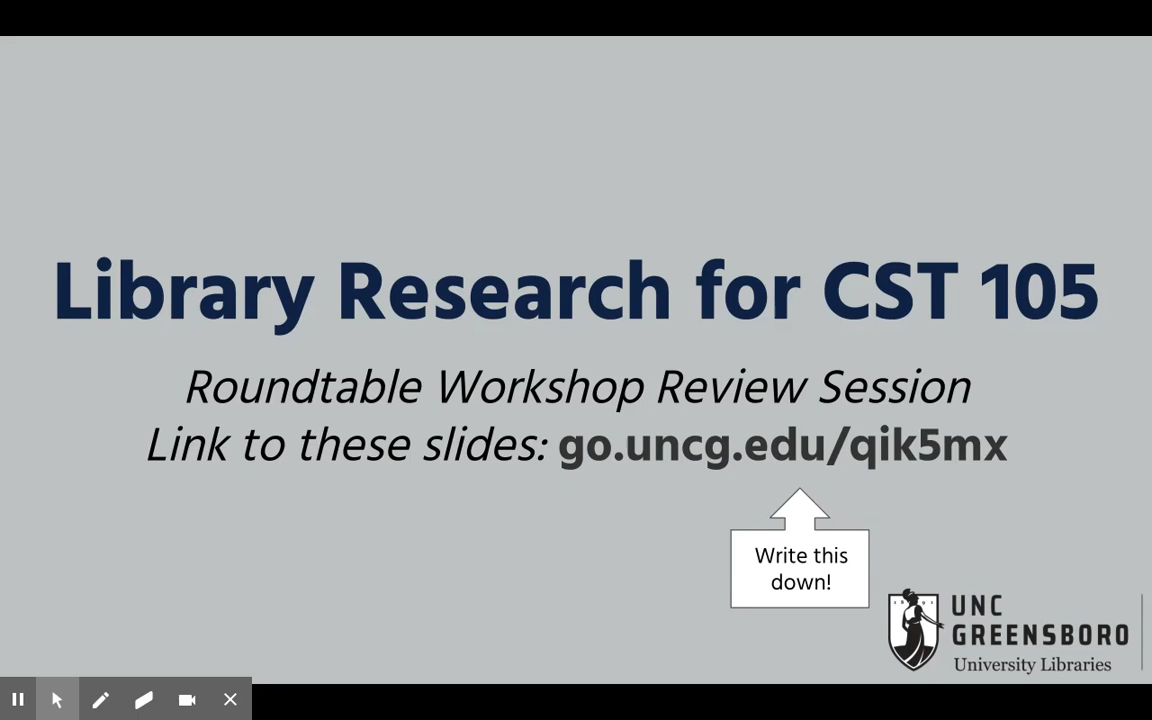 Library Research for CST 105
Roundtable Workshop Review Session
Link to these slides: go.uncg.edu/qik5mx
Write this
down!
UNC
GREENSBORO
University Libraries